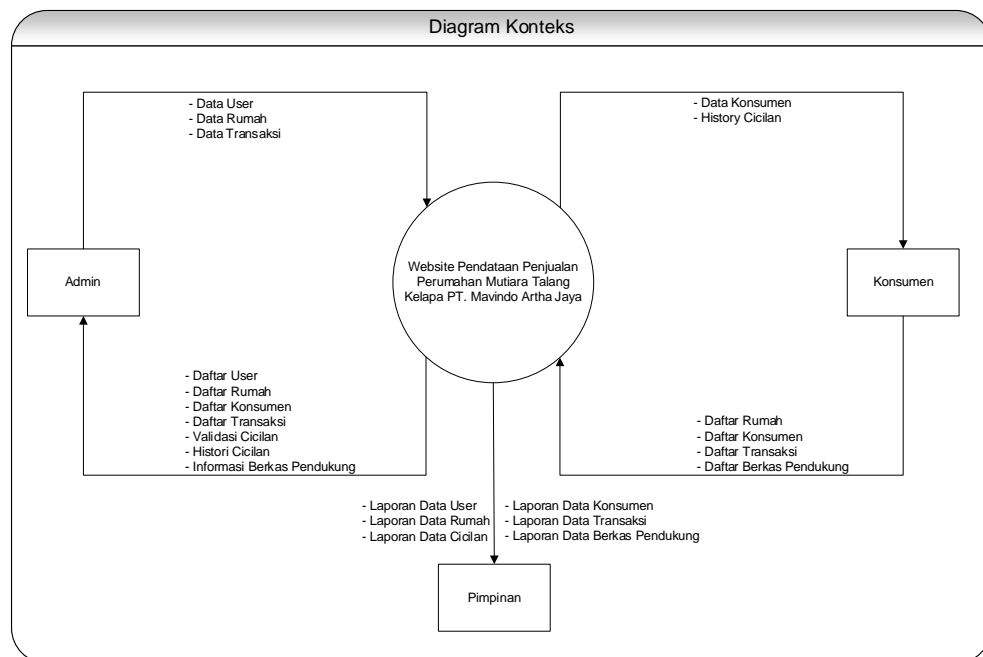 Diagram Konteks
- Data User
- Data Rumah
- Data Transaksi
- Data Konsumen
- History Cicilan
Admin
Website Pendataan Penjualan
Perumahan Mutiara Talang
Kelapa PT. Mavindo Artha Jaya
Konsumen
- Daftar User
- Daftar Rumah
- Daftar Konsumen
- Daftar Transaksi
- Validasi Cicilan
- Histori Cicilan
- Informasi Berkas Pendukung
- Daftar Rumah
- Daftar Konsumen
- Daftar Transaksi
- Daftar Berkas Pendukung
- Laporan Data User
- Laporan Data Rumah
- Laporan Data Cicilan
- Laporan Data Konsumen
- Laporan Data Transaksi
- Laporan Data Berkas Pendukung
Pimpinan